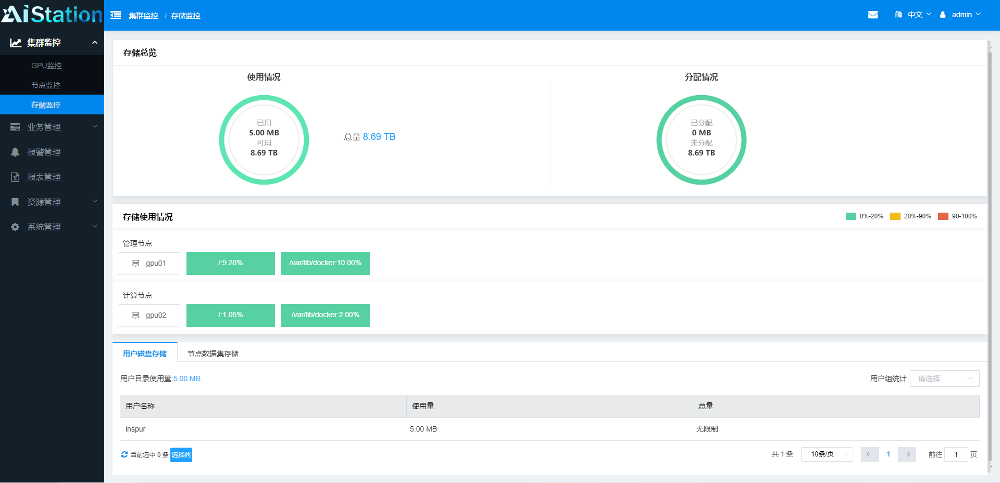 AiStation
集群监控 / 存储监控
中文
admin
集群监控
GPU监控
节点监控
存储监控
业务管理
报警管理
报表管理
资源管理
系统管理
存储总览
使用情况
已用
5.00 MB
可用
8.69 TB
总量 8.69 TB
分配情况
已分配
0 MB
未分配
8.69 TB
存储使用情况
0%-20%
20%-90%
90-100%
管理节点
gpu01
/:9.20%
/var/lib/docker:10.00%
计算节点
gpu02
/:1.05%
/var/lib/docker:2.00%
用户磁盘存储
节点数据集存储
用户目录使用量:5.00 MB
用户组统计
请选择
用户名称
使用量
总量
inspur
5.00 MB
无限制
当前选中 0 条
选择列
共 1 条
10条/页
1
前往 1 页